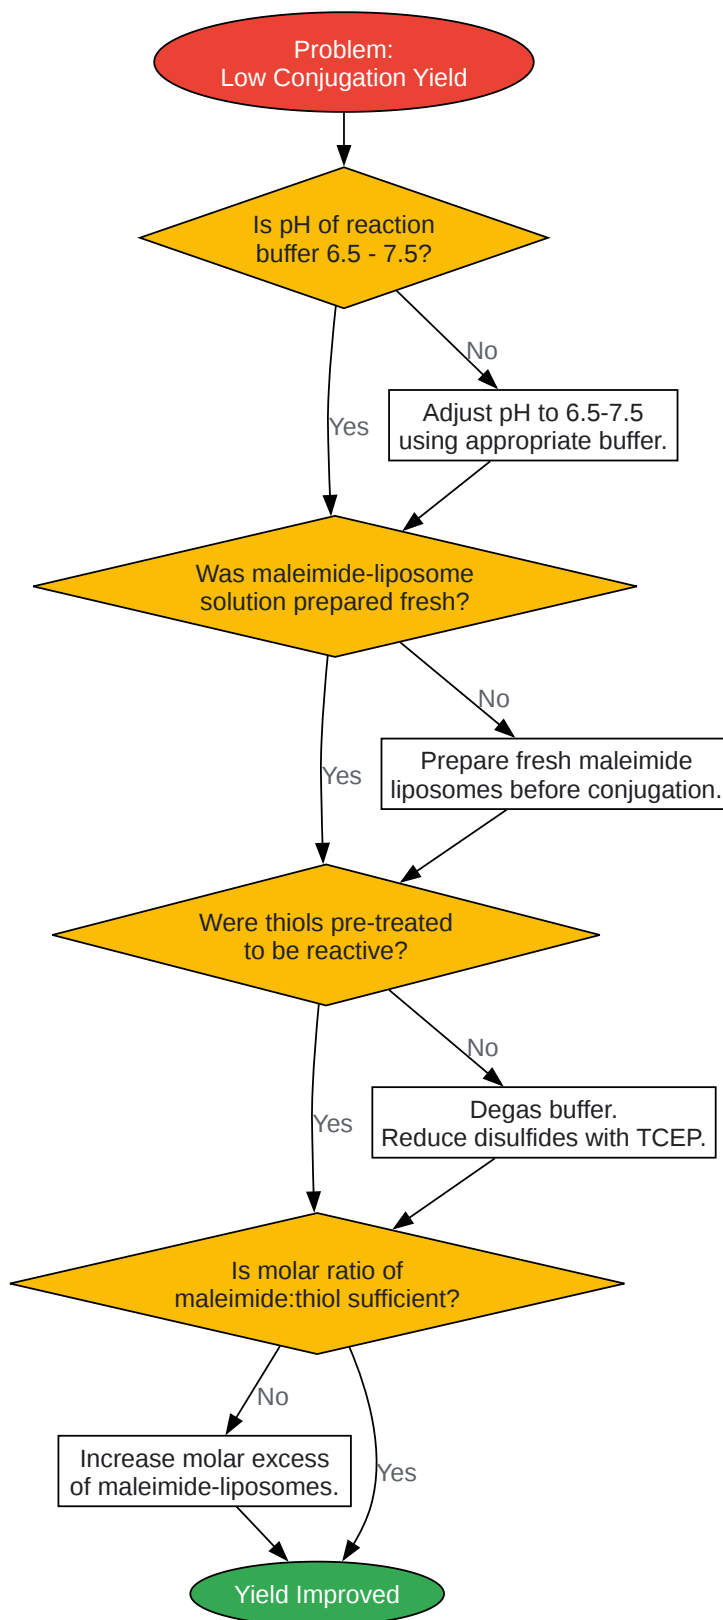 Problem:
Low Conjugation Yield
Is pH of reaction
buffer 6.5 - 7.5?
No
Adjust pH to 6.5-7.5
using appropriate buffer.
Yes
Was maleimide-liposome
solution prepared fresh?
No
Prepare fresh maleimide
liposomes before conjugation.
Yes
Were thiols pre-treated
to be reactive?
No
Degas buffer.
Reduce disulfides with TCEP.
Yes
Is molar ratio of
maleimide:thiol sufficient?
No
Increase molar excess
of maleimide-liposomes.
Yes
Yield Improved